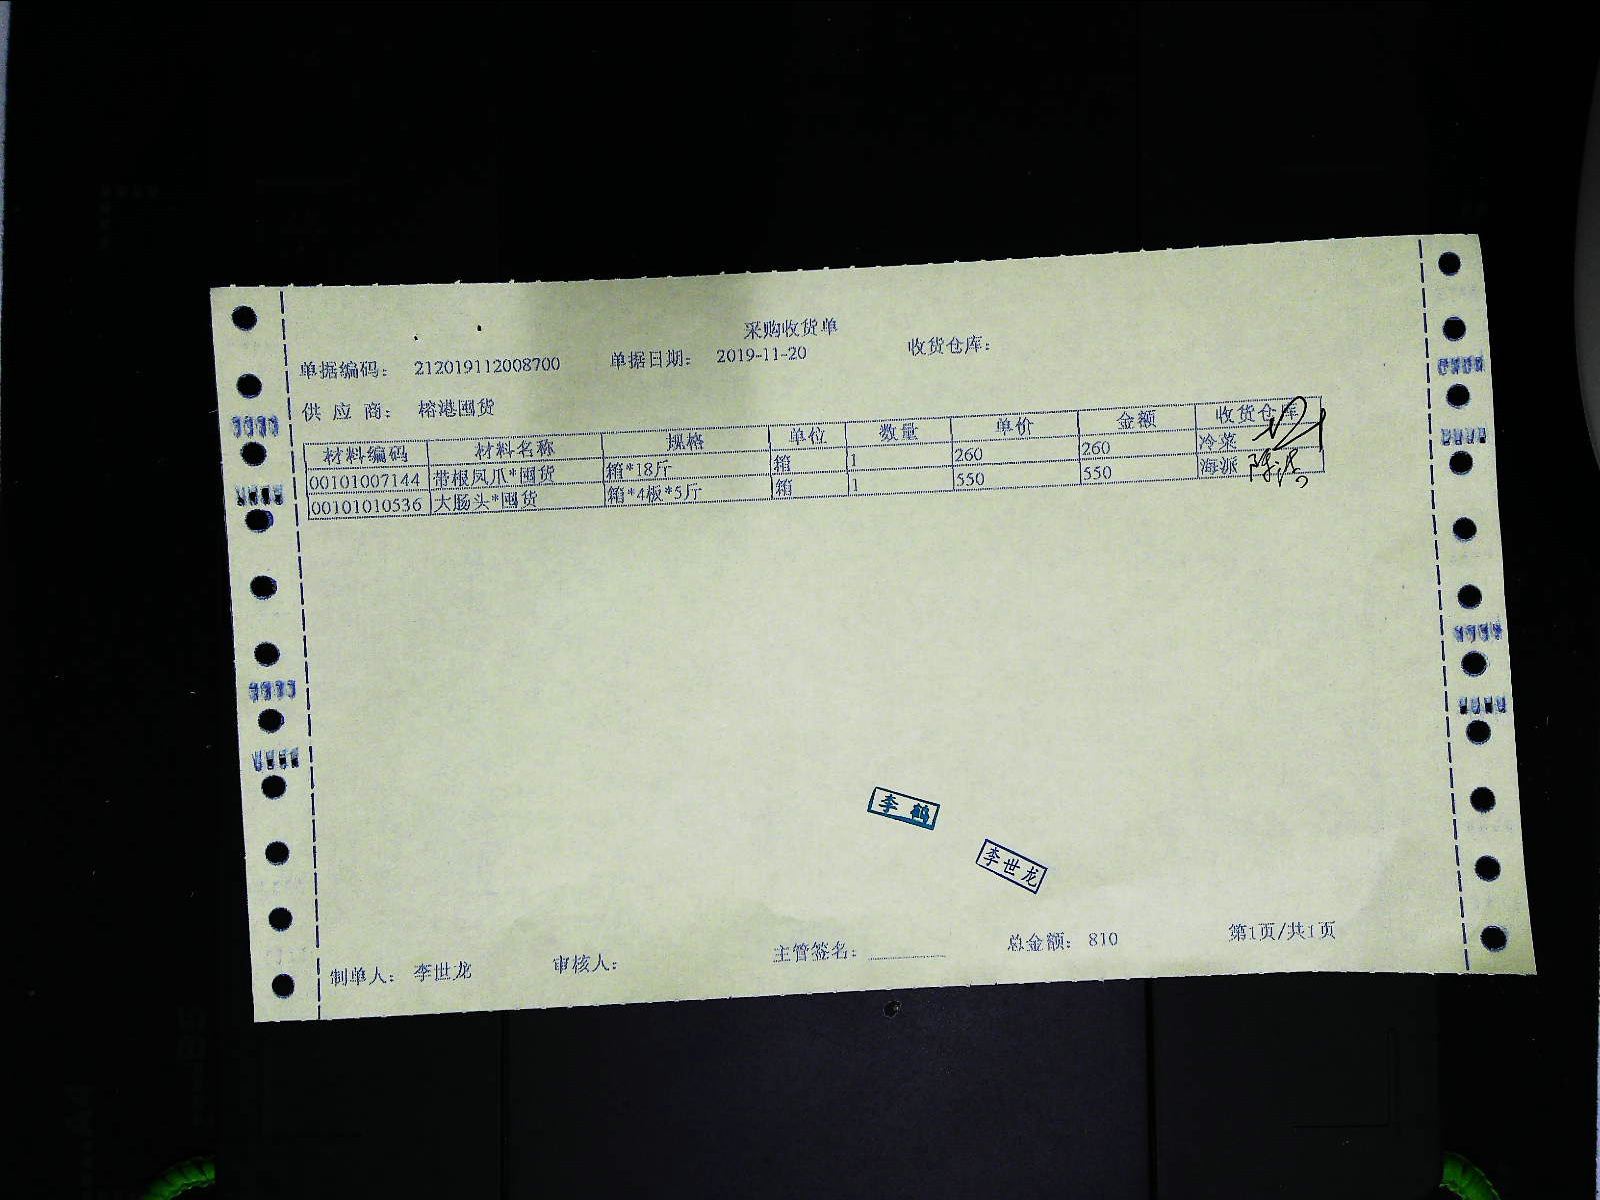 采购收货单
单据编码： 212019112008700 单据日期： 2019-11-20 收货仓库：
供 应 商： 榕港囤货
材料编码 材料名称 规格 单位 数量 单价 金额 收货仓库
00101007144 带根凤爪*囤货 箱*18斤 箱 1 260 260 冷菜
00101010536 大肠头*囤货 箱*4板*5斤 箱 1 550 550 海派
李鹤
李世龙
制单人： 李世龙 审核人： 主管签名： 总金额： 810 第1页/共1页